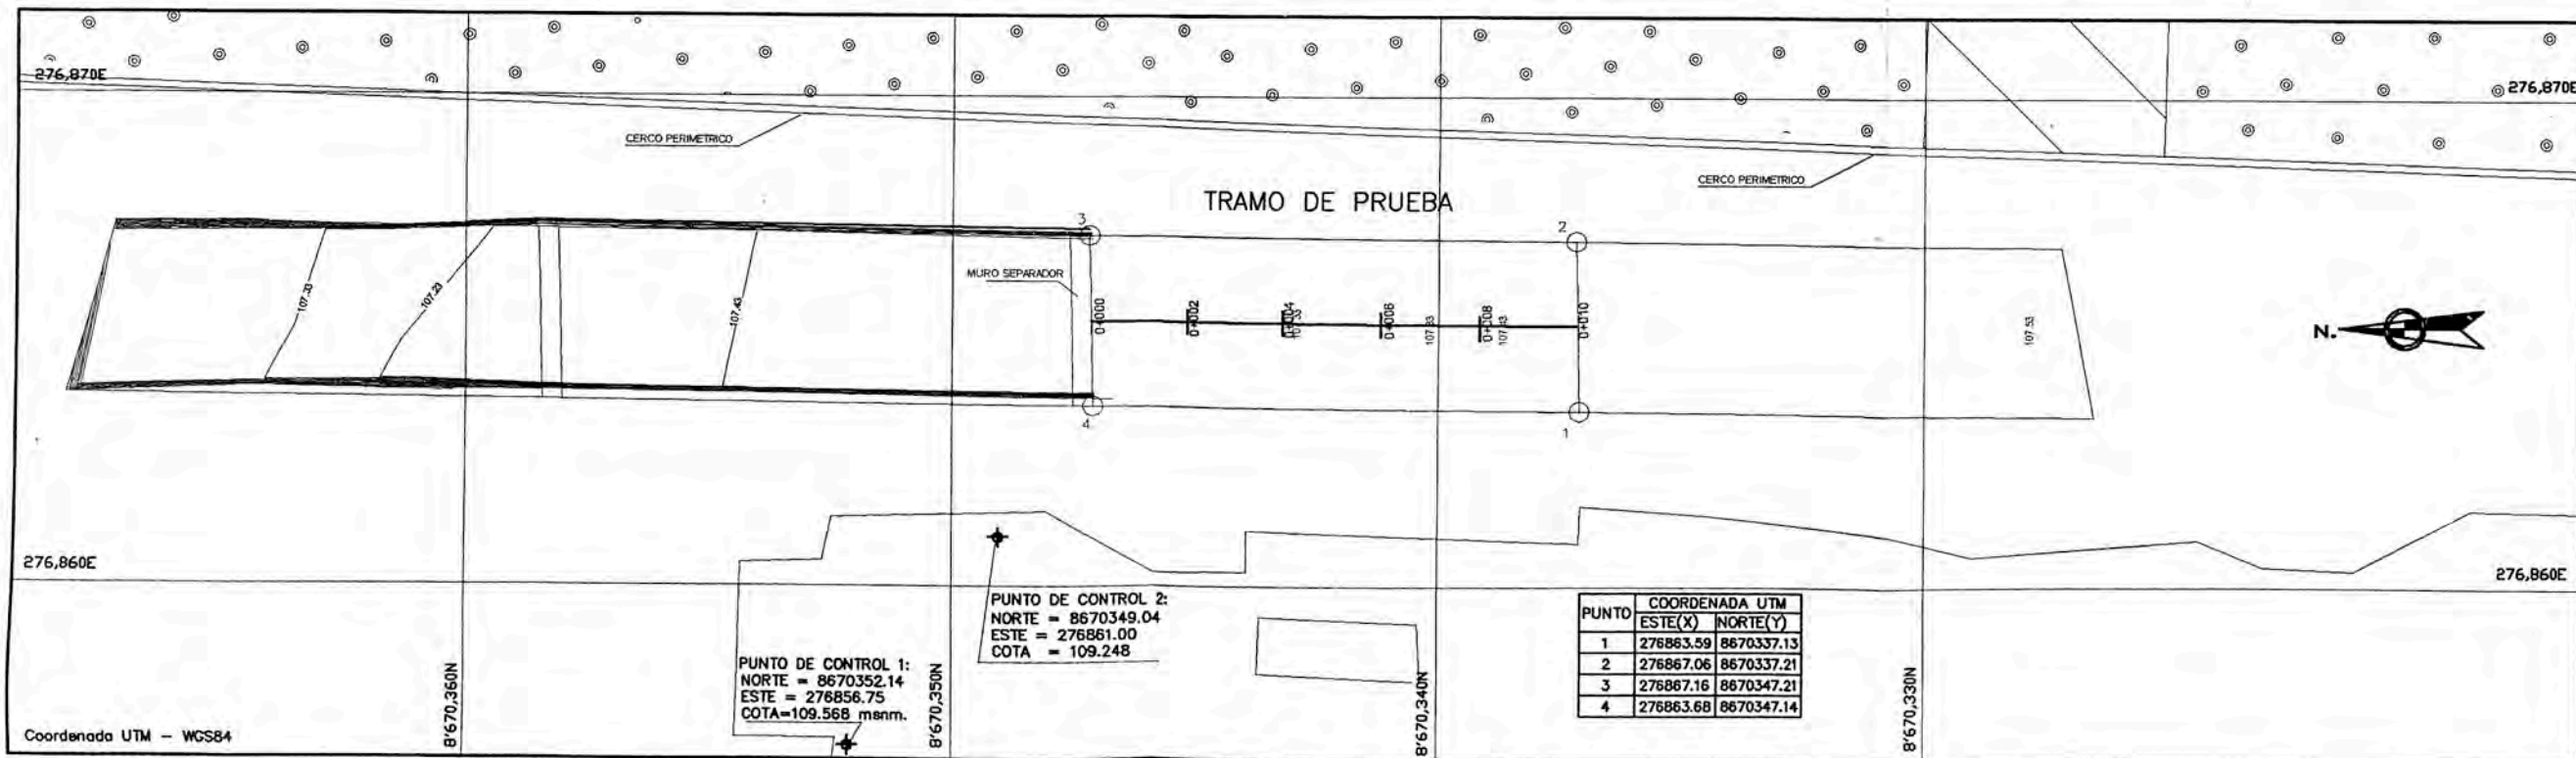 276,870E
276,870E
CERCO PERIMETRICO
CERCO PERIMETRICO
TRAMO DE PRUEBA
3
2
MURO SEPARADOR
107.33
107.23
107.43
0+000
0+002
0+004
0+006
107.33
0+008
107.43
0+010
107.53
N.
4
1
276,860E
276,860E
PUNTO DE CONTROL 2:
NORTE = 8670349.04
ESTE = 276861.00
COTA = 109.248
PUNTO DE CONTROL 1:
NORTE = 8670352.14
ESTE = 276856.75
COTA=109.568 msnm.
PUNTO COORDENADA UTM
ESTE(X) NORTE(Y)
1 276863.59 8670337.13
2 276867.06 8670337.21
3 276867.16 8670347.21
4 276863.68 8670347.14
8'670,360N
8'670,350N
8'670,340N
8'670,330N
Coordenada UTM - WGS84